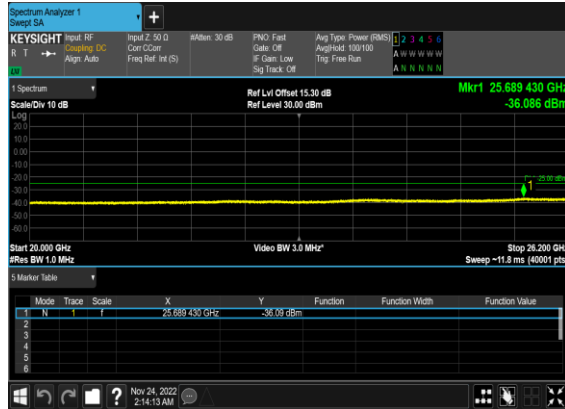 Spectrum Analyzer 1
Swept SA
KEYSIGHT Input: RF Input Z: 50 Ω #Atten: 30 dB PNO: Fast Avg Type: Power (RMS) 1 2 3 4 5 6
R T Coupling: DC Corr CCorr Gate: Off Avg|Hold: 100/100 A W W W W W
Align: Auto Freq Ref: Int (S) IF Gain: Low Trig: Free Run
Sig Track: Off A N N N N N
1 Spectrum Ref Lvl Offset 15.30 dB Mkr1 25.689 430 GHz
Scale/Div 10 dB Ref Level 30.00 dBm -36.086 dBm
Log
20.0
10.0
0.00
-10.0
-20.0
-25.00 dBm
1
-30.0
-40.0
-50.0
-60.0
Start 20.000 GHz Video BW 3.0 MHz* Stop 26.200 GHz
#Res BW 1.0 MHz Sweep ~11.8 ms (40001 pts)
5 Marker Table
Mode Trace Scale X Y Function Function Width Function Value
1 N 1 f 25.689 430 GHz -36.09 dBm
2
3
4
5
6
? Nov 24, 2022
2:14:13 AM